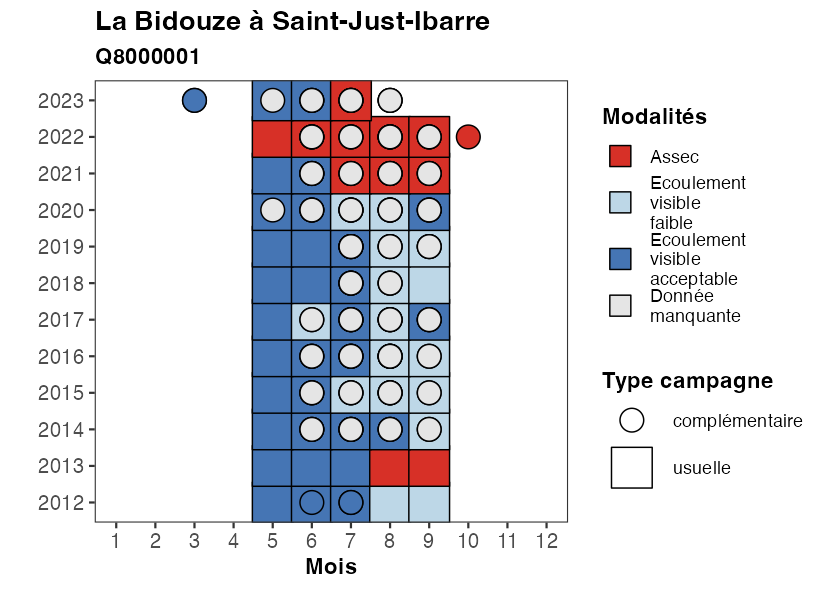 La Bidouze à Saint-Just-Ibarre
Q8000001
2023
2022
2021
2020
2019
2018
2017
2016
2015
2014
2013
2012
1 2 3 4 5 6 7 8 9 10 11 12
Mois
Modalités
Assec
Ecoulement
visible
faible
Ecoulement
visible
acceptable
Donnée
manquante
Type campagne
complémentaire
usuelle